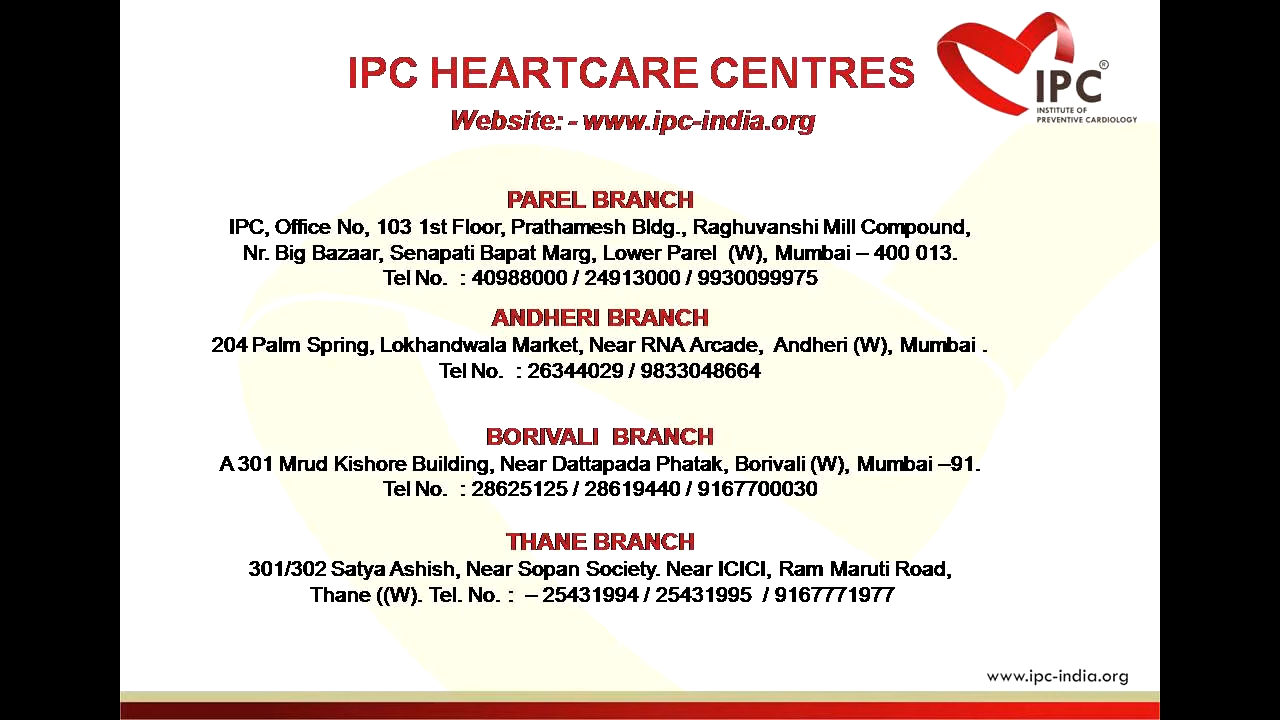 IPC HEARTCARE CENTRES
Website: - www.ipc-india.org
IPC®
INSTITUTE OF
PREVENTIVE CARDIOLOGY
PAREL BRANCH
IPC, Office No, 103 1st Floor, Prathamesh Bldg., Raghuvanshi Mill Compound,
Nr. Big Bazaar, Senapati Bapat Marg, Lower Parel (W), Mumbai – 400 013.
Tel No. : 40988000 / 24913000 / 9930099975
ANDHERI BRANCH
204 Palm Spring, Lokhandwala Market, Near RNA Arcade, Andheri (W), Mumbai .
Tel No. : 26344029 / 9833048664
BORIVALI BRANCH
A 301 Mrud Kishore Building, Near Dattapada Phatak, Borivali (W), Mumbai –91.
Tel No. : 28625125 / 28619440 / 9167700030
THANE BRANCH
301/302 Satya Ashish, Near Sopan Society. Near ICICI, Ram Maruti Road,
Thane ((W). Tel. No. : – 25431994 / 25431995 / 9167771977
www.ipc-india.org